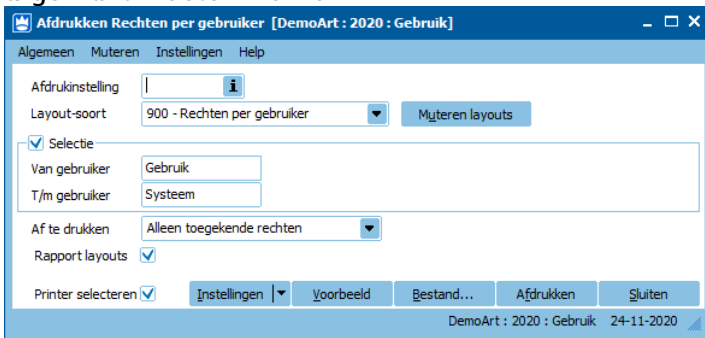 Afdrukken Rechten per gebruiker [DemoArt : 2020 : Gebruik]
Algemeen Muteren Instellingen Help
Afdrukinstelling
Layout-soort 900 - Rechten per gebruiker Muteren layouts
Selectie
Van gebruiker Gebruik
T/m gebruiker Systeem
Af te drukken Alleen toegekende rechten
Rapport layouts
Printer selecteren Instellingen Voorbeeld Bestand... Afdrukken Sluiten
DemoArt : 2020 : Gebruik 24-11-2020